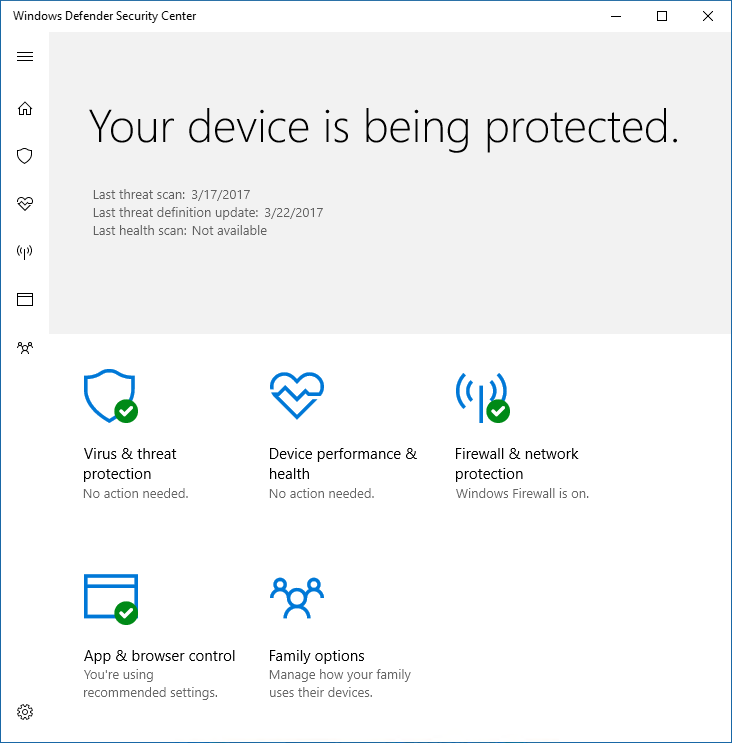 Windows Defender Security Center
Your device is being protected.
Last threat scan: 3/17/2017
Last threat definition update: 3/22/2017
Last health scan: Not available
Virus & threat
protection
No action needed.
Device performance &
health
No action needed.
Firewall & network
protection
Windows Firewall is on.
App & browser control
You're using
recommended settings.
Family options
Manage how your family
uses their devices.